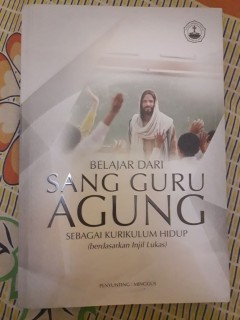 BELAJAR DARI
SANG GURU
AGUNG
SEBAGAI KURIKULUM HIDUP
(berdasarkan Injil Lukas)